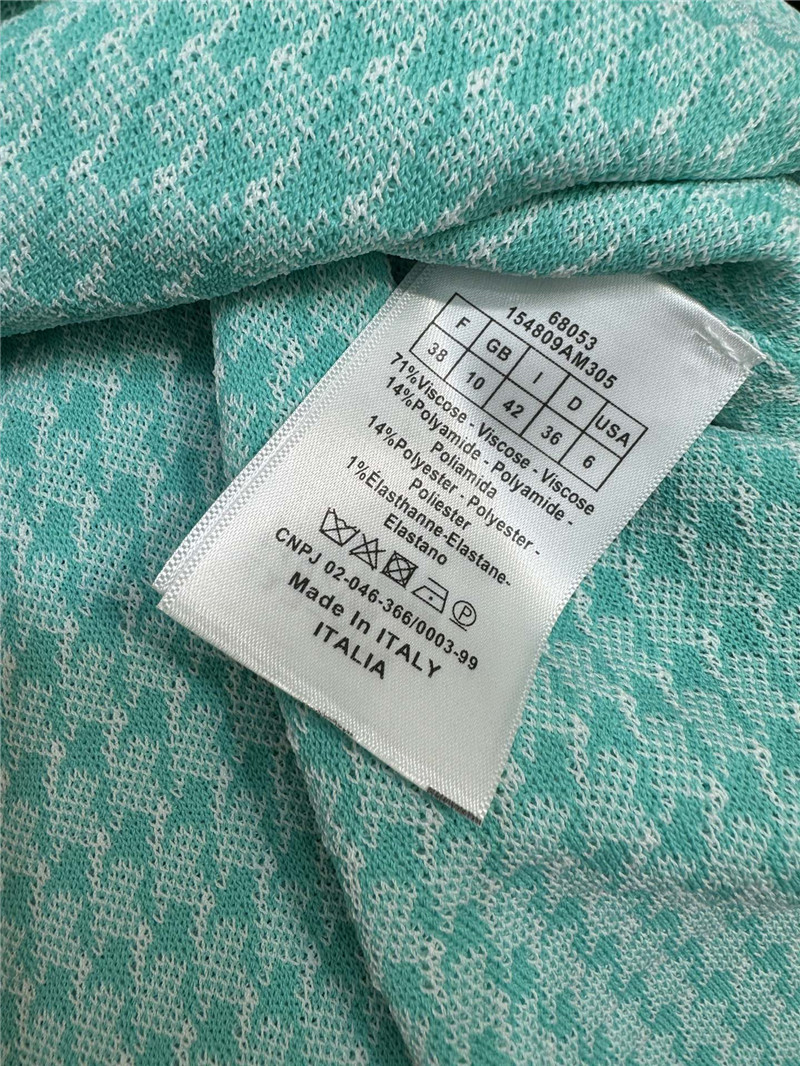 68053
154809AM305
F GB I D USA
38 10 42 36 6
71%Viscose - Viscose - Viscose
14%Polyamide - Polyamide -
Poliamida
14%Polyester - Polyester -
Poliester
1%Élasthanne-Elastane-
Elastano
CNPJ 02-046-366/0003-99
Made In ITALY
ITALIA